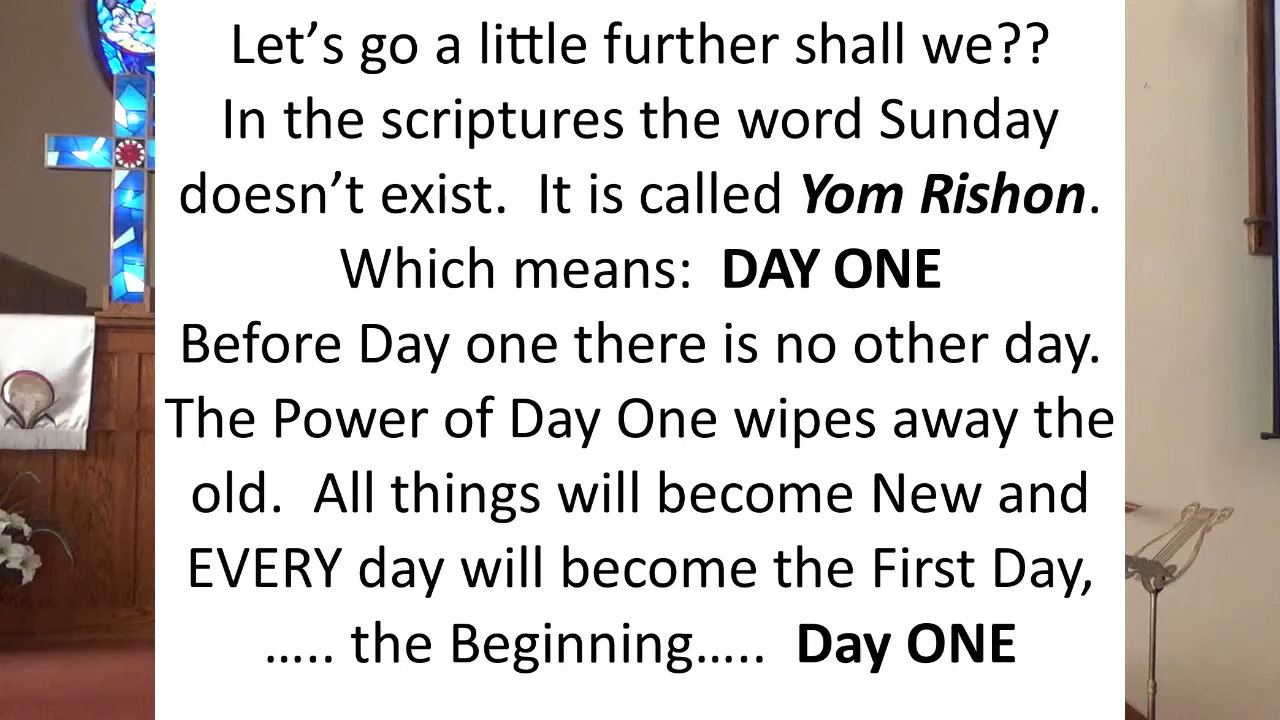 Let's go a little further shall we??
In the scriptures the word Sunday
doesn't exist.  It is called Yom Rishon.
Which means:  DAY ONE
Before Day one there is no other day.
The Power of Day One wipes away the
old.  All things will become New and
EVERY day will become the First Day,
….. the Beginning…..  Day ONE